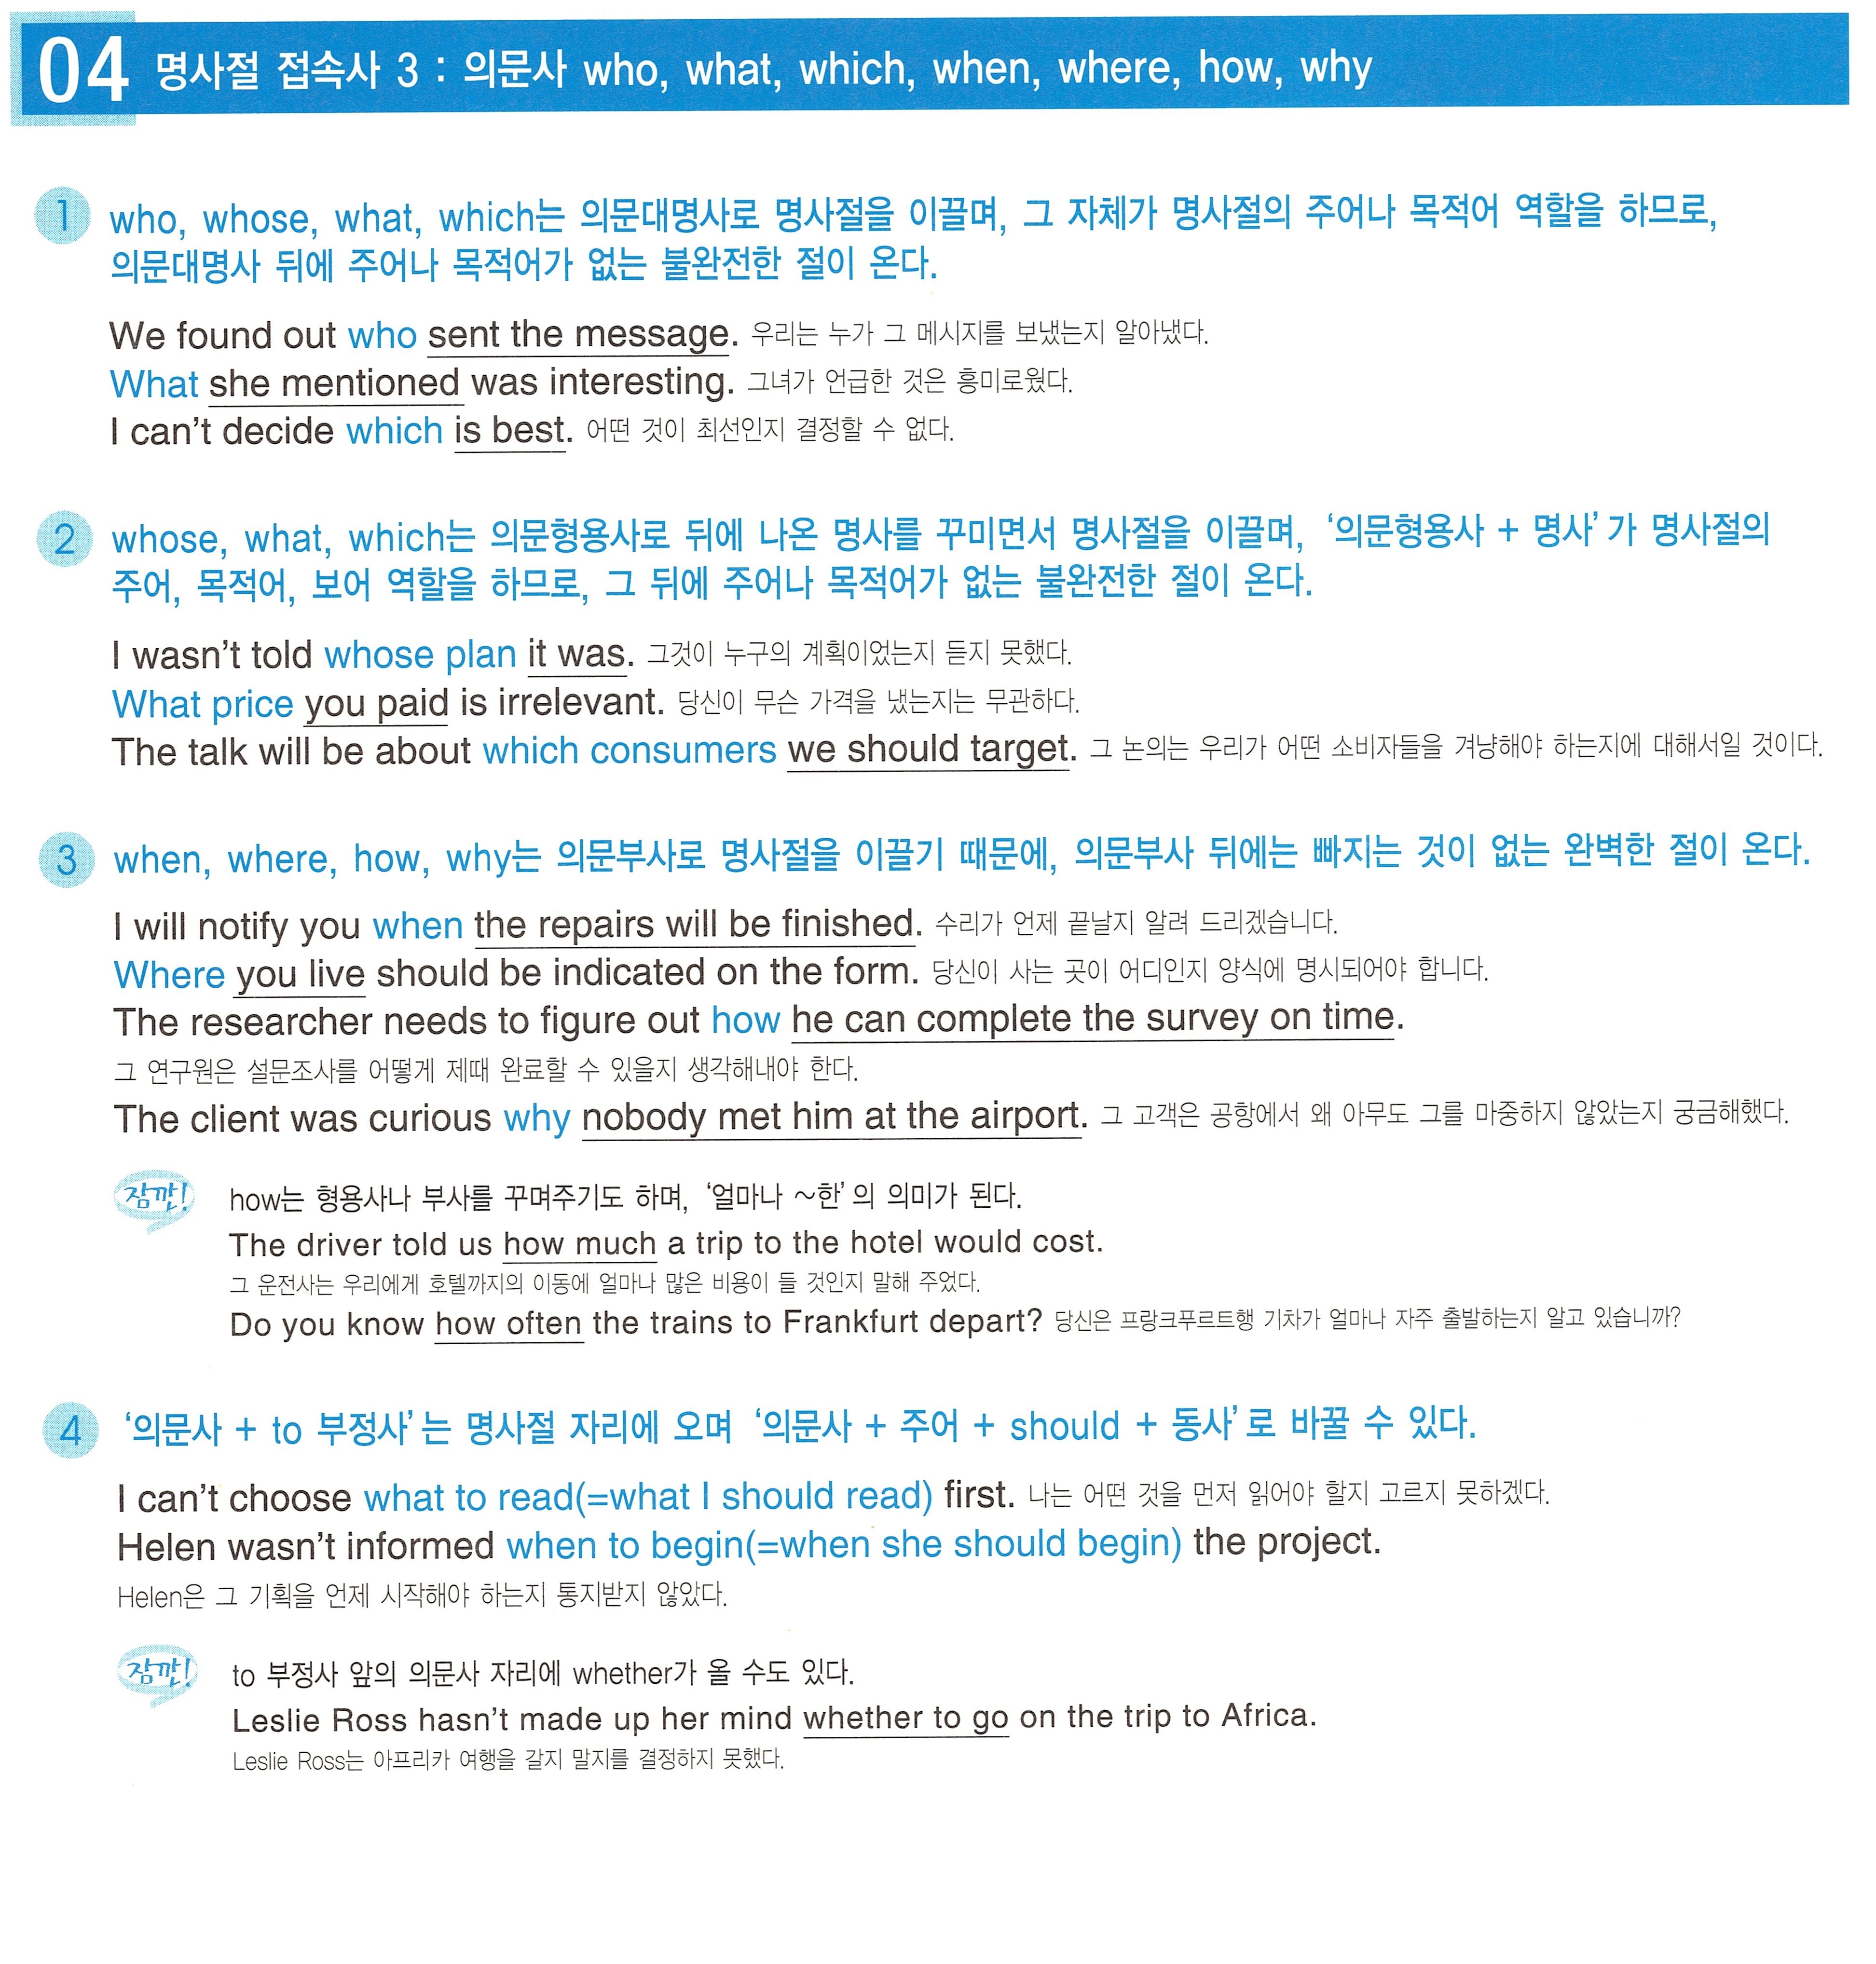 04 명사절 접속사 3 : 의문사 who, what, which, when, where, how, why
1 who, whose, what, which는 의문대명사로 명사절을 이끌며, 그 자체가 명사절의 주어나 목적어 역할을 하므로,
의문대명사 뒤에 주어나 목적어가 없는 불완전한 절이 온다.
We found out who sent the message. 우리는 누가 그 메시지를 보냈는지 알아냈다.
What she mentioned was interesting. 그녀가 언급한 것은 흥미로웠다.
I can't decide which is best. 어떤 것이 최선인지 결정할 수 없다.
2 whose, what, which는 의문형용사로 뒤에 나온 명사를 꾸미면서 명사절을 이끌며, ‘의문형용사 + 명사’가 명사절의
주어, 목적어, 보어 역할을 하므로, 그 뒤에 주어나 목적어가 없는 불완전한 절이 온다.
I wasn't told whose plan it was. 그것이 누구의 계획이었는지 듣지 못했다.
What price you paid is irrelevant. 당신이 무슨 가격을 냈는지는 무관하다.
The talk will be about which consumers we should target. 그 논의는 우리가 어떤 소비자들을 겨냥해야 하는지에 대해서일 것이다.
3 when, where, how, why는 의문부사로 명사절을 이끌기 때문에, 의문부사 뒤에는 빠지는 것이 없는 완벽한 절이 온다.
I will notify you when the repairs will be finished. 수리가 언제 끝날지 알려 드리겠습니다.
Where you live should be indicated on the form. 당신이 사는 곳이 어디인지 양식에 명시되어야 합니다.
The researcher needs to figure out how he can complete the survey on time.
그 연구원은 설문조사를 어떻게 제때 완료할 수 있을지 생각해내야 한다.
The client was curious why nobody met him at the airport. 그 고객은 공항에서 왜 아무도 그를 마중하지 않았는지 궁금해했다.
잠깐! how는 형용사나 부사를 꾸며주기도 하며, ‘얼마나 ~한’의 의미가 된다.
The driver told us how much a trip to the hotel would cost.
그 운전사는 우리에게 호텔까지의 이동에 얼마나 많은 비용이 들 것인지 말해 주었다.
Do you know how often the trains to Frankfurt depart? 당신은 프랑크푸르트행 기차가 얼마나 자주 출발하는지 알고 있습니까?
4 ‘의문사 + to 부정사’는 명사절 자리에 오며 ‘의문사 + 주어 + should + 동사’로 바꿀 수 있다.
I can't choose what to read(=what I should read) first. 나는 어떤 것을 먼저 읽어야 할지 고르지 못하겠다.
Helen wasn't informed when to begin(=when she should begin) the project.
Helen은 그 기획을 언제 시작해야 하는지 통지받지 않았다.
잠깐! to 부정사 앞의 의문사 자리에 whether가 올 수도 있다.
Leslie Ross hasn't made up her mind whether to go on the trip to Africa.
Leslie Ross는 아프리카 여행을 갈지 말지를 결정하지 못했다.